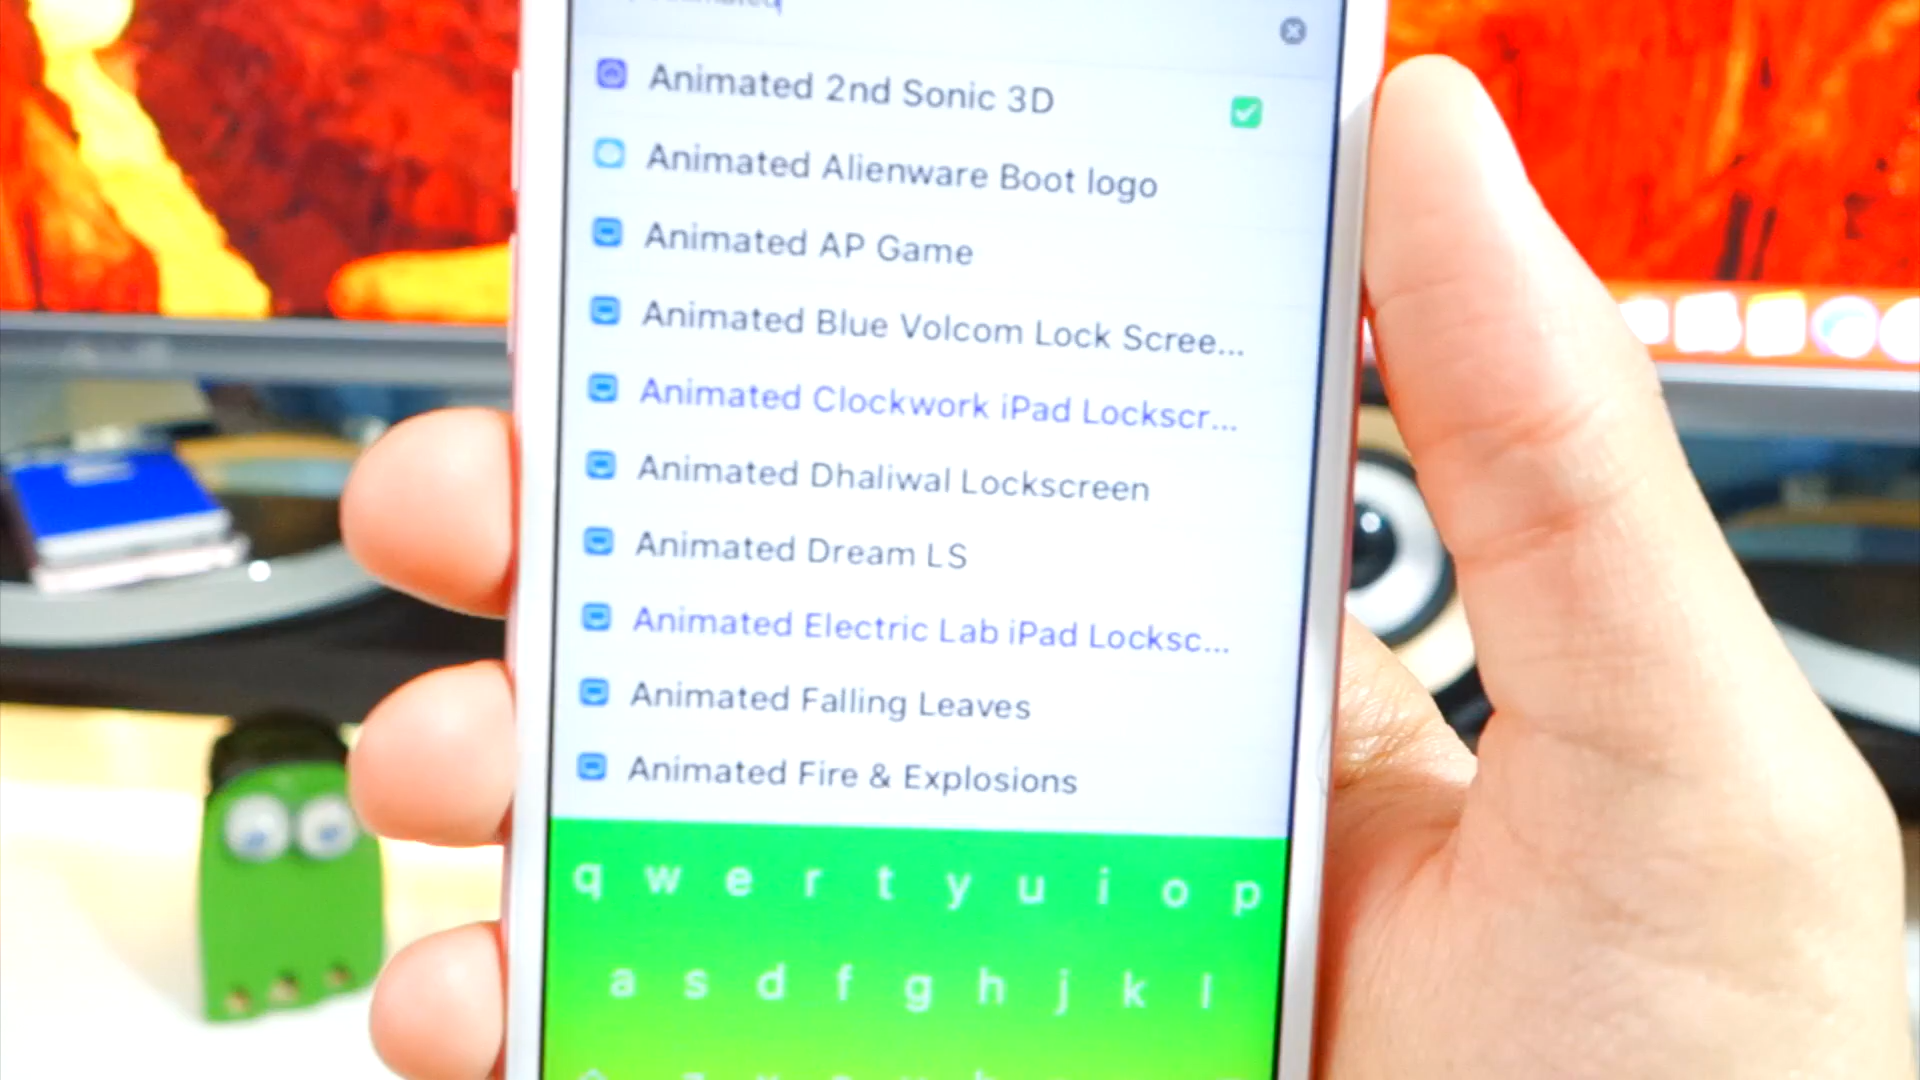 Animated
Animated 2nd Sonic 3D
Animated Alienware Boot logo
Animated AP Game
Animated Blue Volcom Lock Scree...
Animated Clockwork iPad Lockscr...
Animated Dhaliwal Lockscreen
Animated Dream LS
Animated Electric Lab iPad Locksc...
Animated Falling Leaves
Animated Fire & Explosions
q w e r t y u i o p
a s d f g h j k l